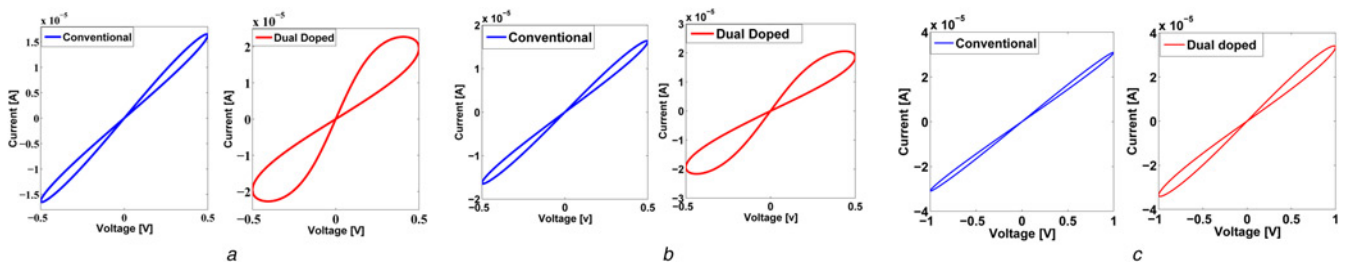 x 10⁻⁵
Conventional
1.5
1
0.5
0
−0.5
−1
−1.5
Current [A]
−0.5
0
0.5
Voltage [V]
x 10⁻⁵
Dual Doped
2
1
0
−1
−2
Current [A]
−0.5
0
0.5
Voltage [V]
a
x 10⁻⁵
Conventional
2
1
0
−1
−2
Current [A]
−0.5
0
0.5
Voltage [v]
x 10⁻⁵
Dual Doped
3
2
1
0
−1
−2
−3
Current [A]
−0.5
0
0.5
Voltage [v]
b
x 10⁻⁵
Conventional
4
2
0
−2
−4
Current [A]
−1
−0.5
0
0.5
1
Voltage [V]
x 10⁻⁵
Dual doped
4
2
0
−2
−4
Current [A]
−1
−0.5
0
0.5
1
Voltage [V]
c